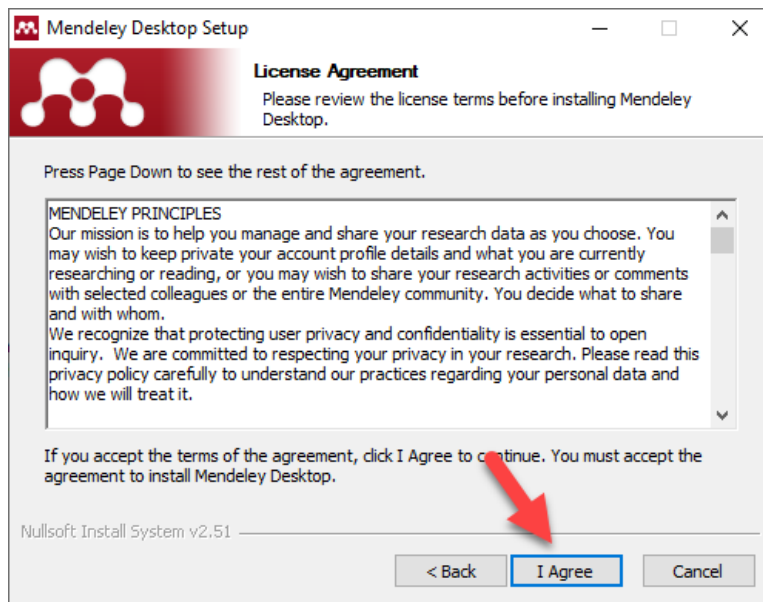 Mendeley Desktop Setup
License Agreement
Please review the license terms before installing Mendeley
Desktop.
Press Page Down to see the rest of the agreement.
MENDELEY PRINCIPLES
Our mission is to help you manage and share your research data as you choose. You
may wish to keep private your account profile details and what you are currently
researching or reading, or you may wish to share your research activities or comments
with selected colleagues or the entire Mendeley community. You decide what to share
and with whom.
We recognize that protecting user privacy and confidentiality is essential to open
inquiry.  We are committed to respecting your privacy in your research. Please read this
privacy policy carefully to understand our practices regarding your personal data and
how we will treat it.
If you accept the terms of the agreement, click I Agree to continue. You must accept the
agreement to install Mendeley Desktop.
Nullsoft Install System v2.51
< Back
I Agree
Cancel